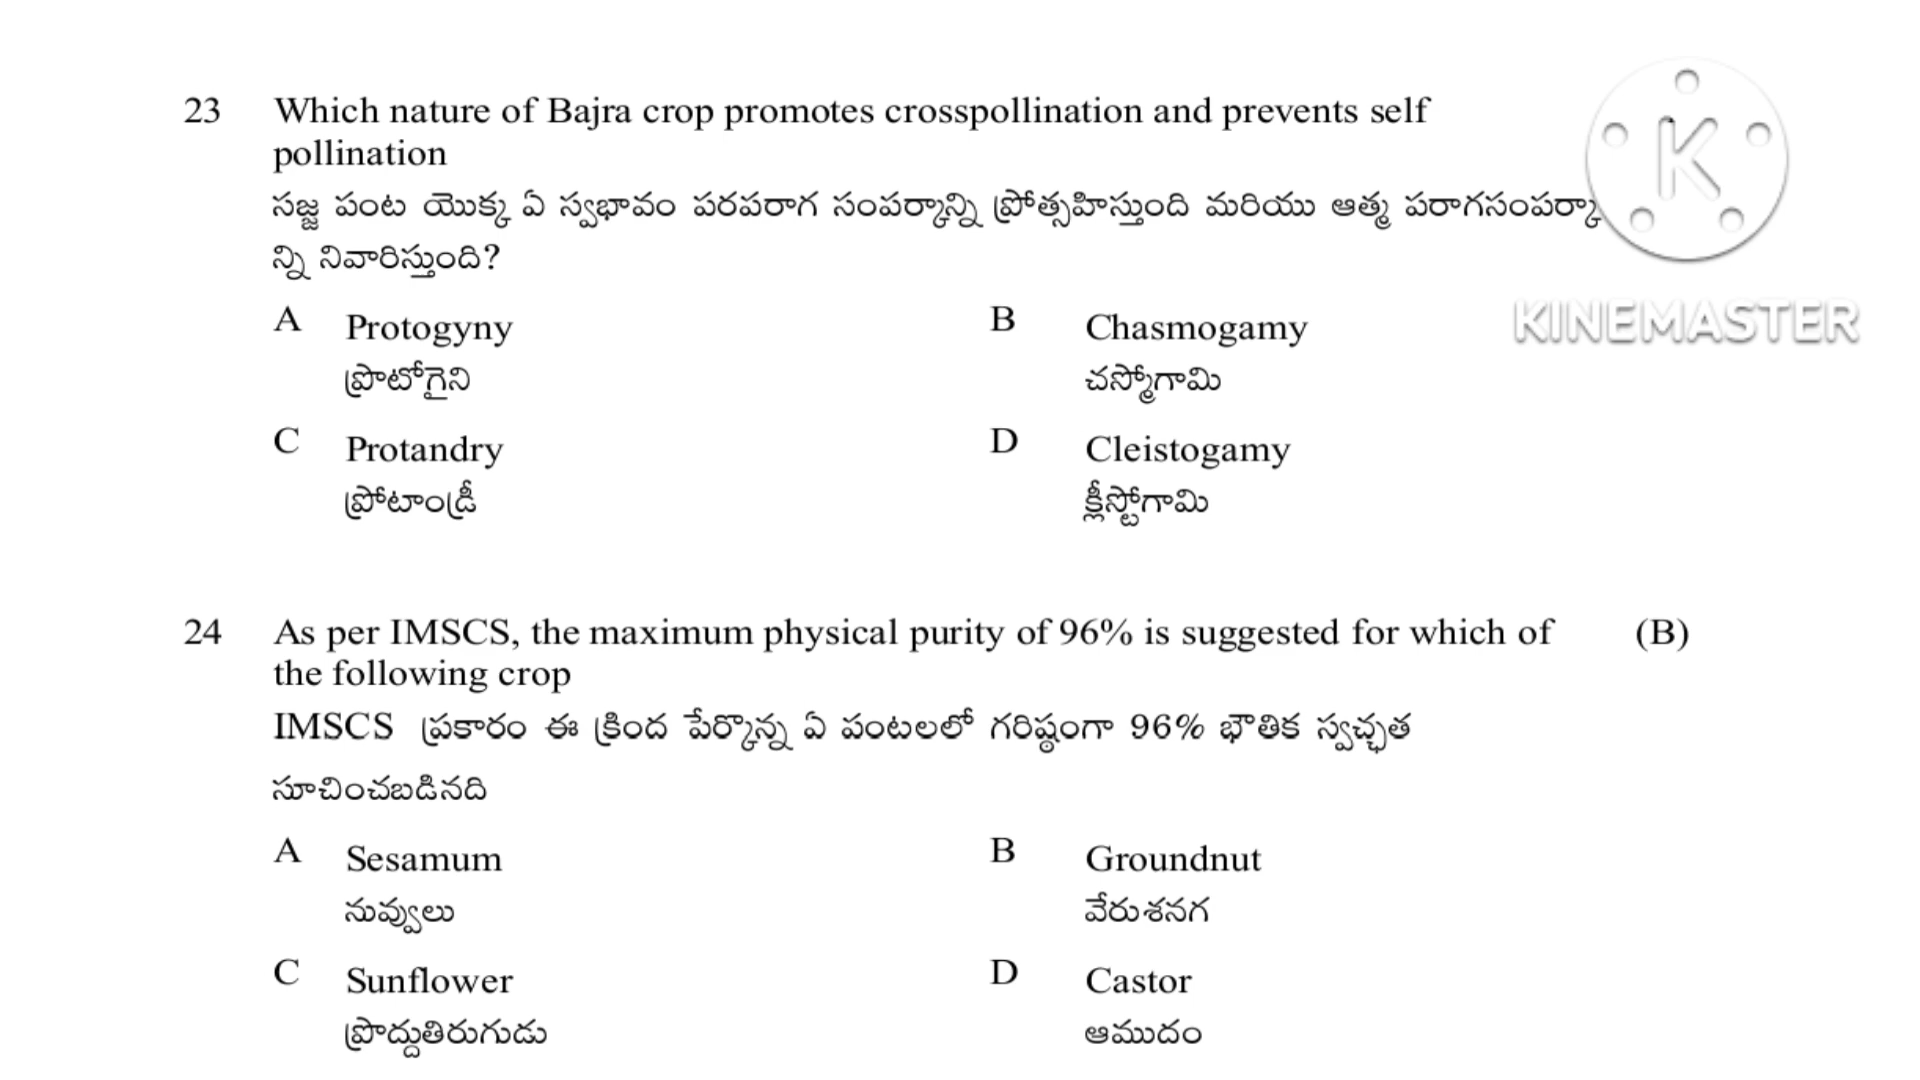 23 Which nature of Bajra crop promotes crosspollination and prevents self
pollination
సజ్జ పంట యొక్క ఏ స్వభావం పరపరాగ సంపర్కాన్ని ప్రోత్సహిస్తుంది మరియు ఆత్మ పరాగసంపర్కా
న్ని నివారిస్తుంది?
A Protogyny B Chasmogamy
ప్రొటోగైని చస్మోగామి
C Protandry D Cleistogamy
ప్రోటాండ్రీ క్లీస్టోగామి
K
KINEMASTER
24 As per IMSCS, the maximum physical purity of 96% is suggested for which of (B)
the following crop
IMSCS ప్రకారం ఈ క్రింద పేర్కొన్న ఏ పంటలలో గరిష్ఠంగా 96% భౌతిక స్వచ్ఛత
సూచించబడినది
A Sesamum B Groundnut
నువ్వులు వేరుశనగ
C Sunflower D Castor
ప్రొద్దుతిరుగుడు ఆముదం